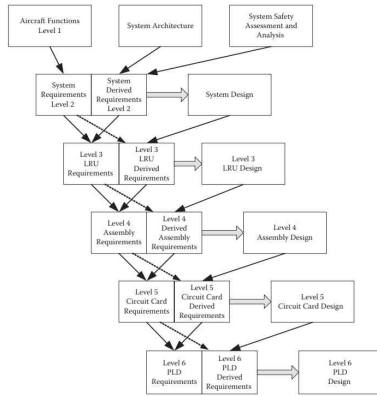 Aircraft Functions
Level 1
System Architecture
System Safety
Assessment and
Analysis
System
Requirements
Level 2
System
Derived
Requirements
Level 2
System Design
Level 3
LRU
Requirements
Level 3
LRU
Derived
Requirements
Level 3
LRU Design
Level 4
Assembly
Requirements
Level 4
Derived
Assembly
Requirements
Level 4
Assembly Design
Level 5
Circuit Card
Requirements
Level 5
Circuit Card
Derived
Requirements
Level 5
Circuit Card Design
Level 6
PLD
Requirements
Level 6
PLD
Derived
Requirements
Level 6
PLD
Design